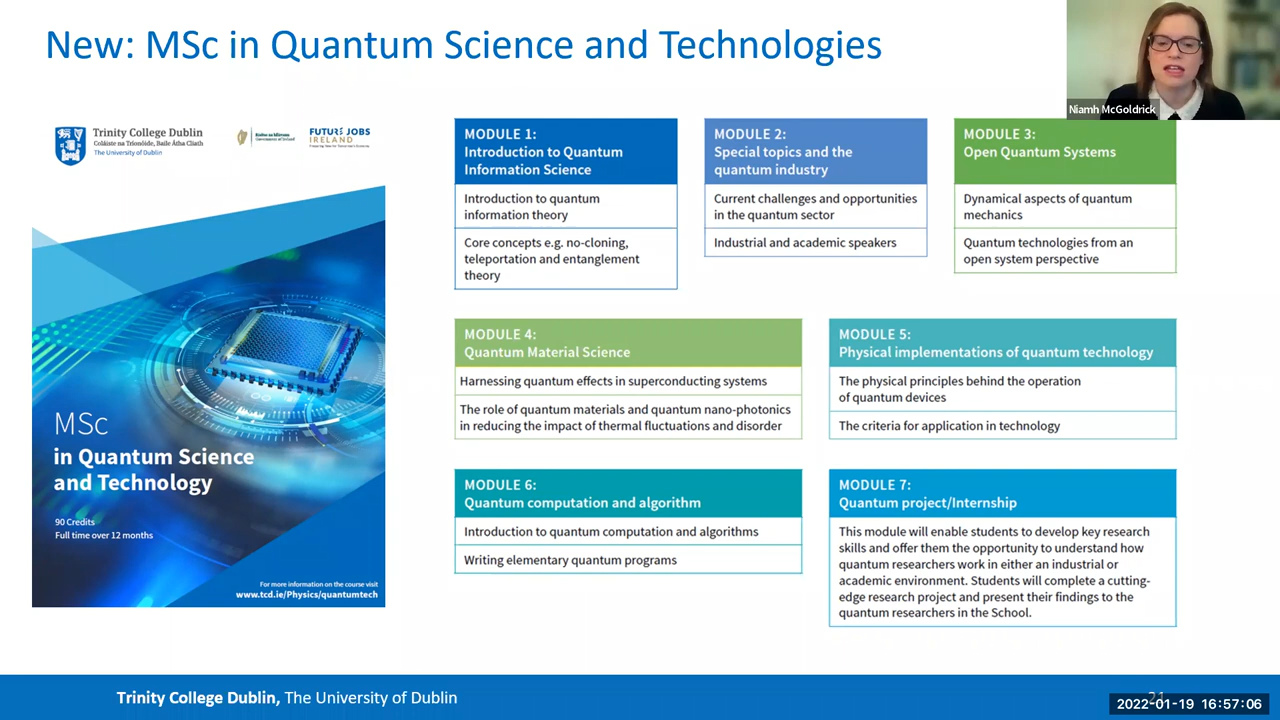 New: MSc in Quantum Science and Technologies
Niamh McGoldrick
Trinity College Dublin
Coláiste na Tríonóide, Baile Átha Cliath
The University of Dublin
Rialtas na hÉireann
Government of Ireland
FUTURE JOBS
IRELAND
MSc
in Quantum Science
and Technology
90 Credits
Full time over 12 months
For more information on the course visit
www.tcd.ie/Physics/quantumtech
MODULE 1:
Introduction to Quantum
Information Science
Introduction to quantum
information theory
Core concepts e.g. no-cloning,
teleportation and entanglement
theory
MODULE 2:
Special topics and the
quantum industry
Current challenges and opportunities
in the quantum sector
Industrial and academic speakers
MODULE 3:
Open Quantum Systems
Dynamical aspects of quantum
mechanics
Quantum technologies from an
open system perspective
MODULE 4:
Quantum Material Science
Harnessing quantum effects in superconducting systems
The role of quantum materials and quantum nano-photonics
in reducing the impact of thermal fluctuations and disorder
MODULE 5:
Physical implementations of quantum technology
The physical principles behind the operation
of quantum devices
The criteria for application in technology
MODULE 6:
Quantum computation and algorithm
Introduction to quantum computation and algorithms
Writing elementary quantum programs
MODULE 7:
Quantum project/Internship
This module will enable students to develop key research
skills and offer them the opportunity to understand how
quantum researchers work in either an industrial or
academic environment. Students will complete a cutting-
edge research project and present their findings to the
quantum researchers in the School.
Trinity College Dublin, The University of Dublin
2022-01-19 16:57:06